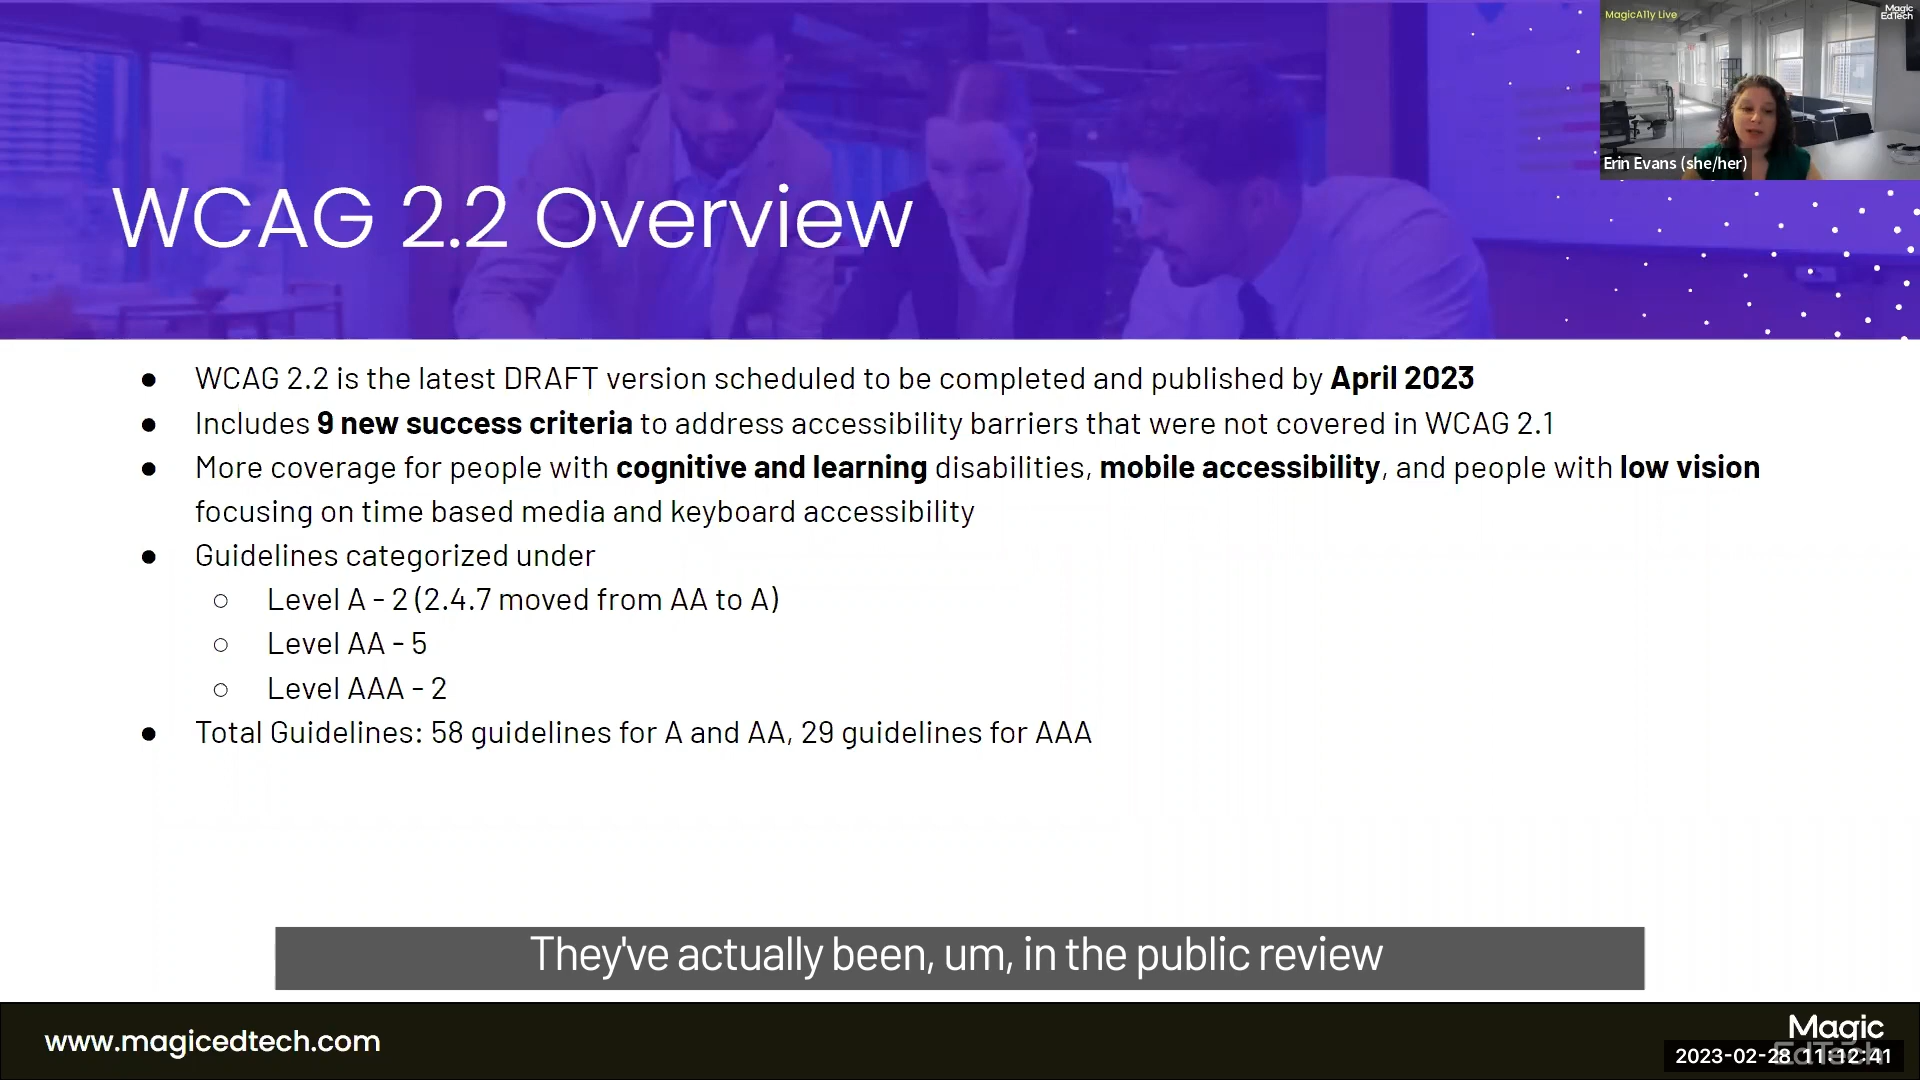 MagicA11y Live
Magic
EdTech
Erin Evans (she/her)
WCAG 2.2 Overview
● WCAG 2.2 is the latest DRAFT version scheduled to be completed and published by April 2023
● Includes 9 new success criteria to address accessibility barriers that were not covered in WCAG 2.1
● More coverage for people with cognitive and learning disabilities, mobile accessibility, and people with low vision
focusing on time based media and keyboard accessibility
● Guidelines categorized under
○ Level A - 2 (2.4.7 moved from AA to A)
○ Level AA - 5
○ Level AAA - 2
● Total Guidelines: 58 guidelines for A and AA, 29 guidelines for AAA
They've actually been, um, in the public review
www.magicedtech.com
Magic
EdTech
2023-02-28 11:12:41